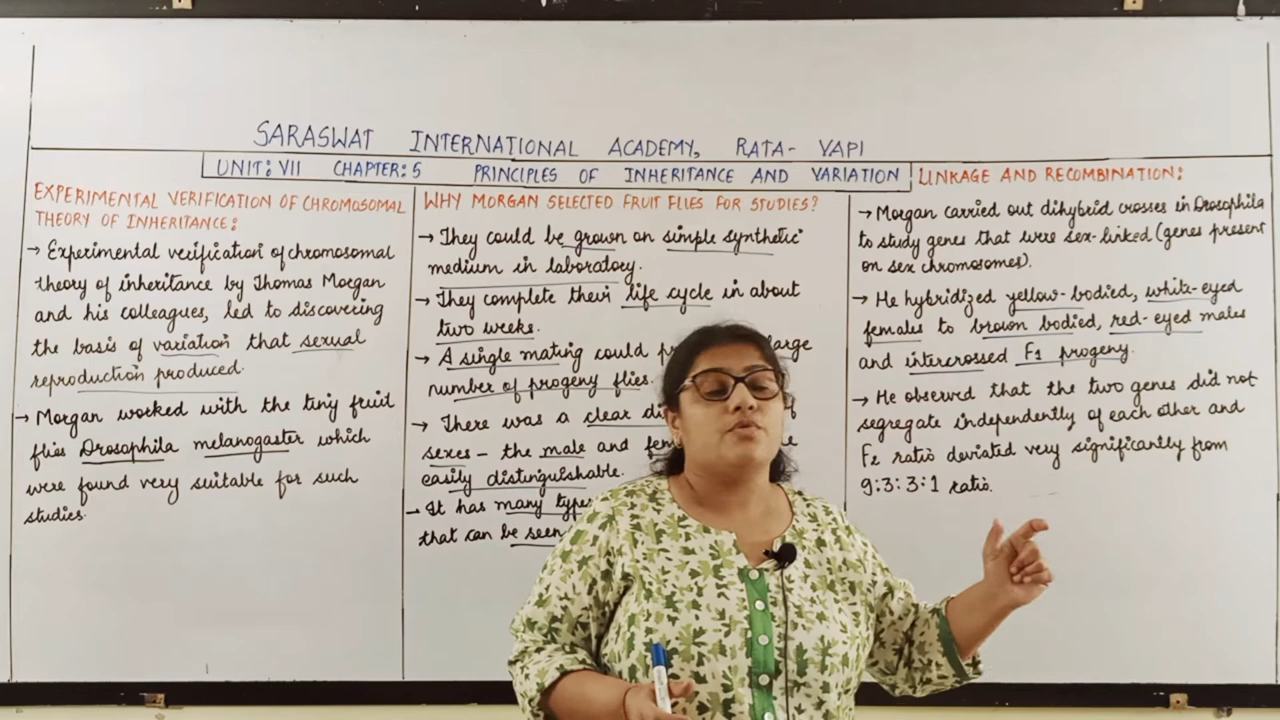 SARASWAT INTERNATIONAL ACADEMY, RATA- VAPI
UNIT: VII CHAPTER: 5 PRINCIPLES OF INHERITANCE AND VARIATION
EXPERIMENTAL VERIFICATION OF CHROMOSOMAL
THEORY OF INHERITANCE:
→ Experimental verification of chromosomal
theory of inheritance by Thomas Morgan
and his colleagues, led to discovering
the basis of variation that sexual
reproduction produced.
→ Morgan worked with the tiny fruid
flies Drosophila melanogaster which
were found very suitable for such
studies.
WHY MORGAN SELECTED FRUIT FLIES FOR STUDIES?
→ They could be grown on simple synthetic
medium in laboratory.
→ They complete their life cycle in about
two weeks.
→ A single mating could large
number of progeny flies.
→ There was a clear
sexes – the male and
easily distinguishable.
→ It has many
that can be seen
LINKAGE AND RECOMBINATION:
→ Morgan carried out dihybrid crosses in Drosophila
to study genes that were sex-linked (genes present
on sex chromosomes).
→ He hybridized yellow-bodied, white-eyed
females to brown bodied, red-eyed males
and intercrossed F1 progeny.
→ He observed that the two genes did not
segregate independently of each other and
F2 ratio deviated very significantly from
9:3:3:1 ratio.